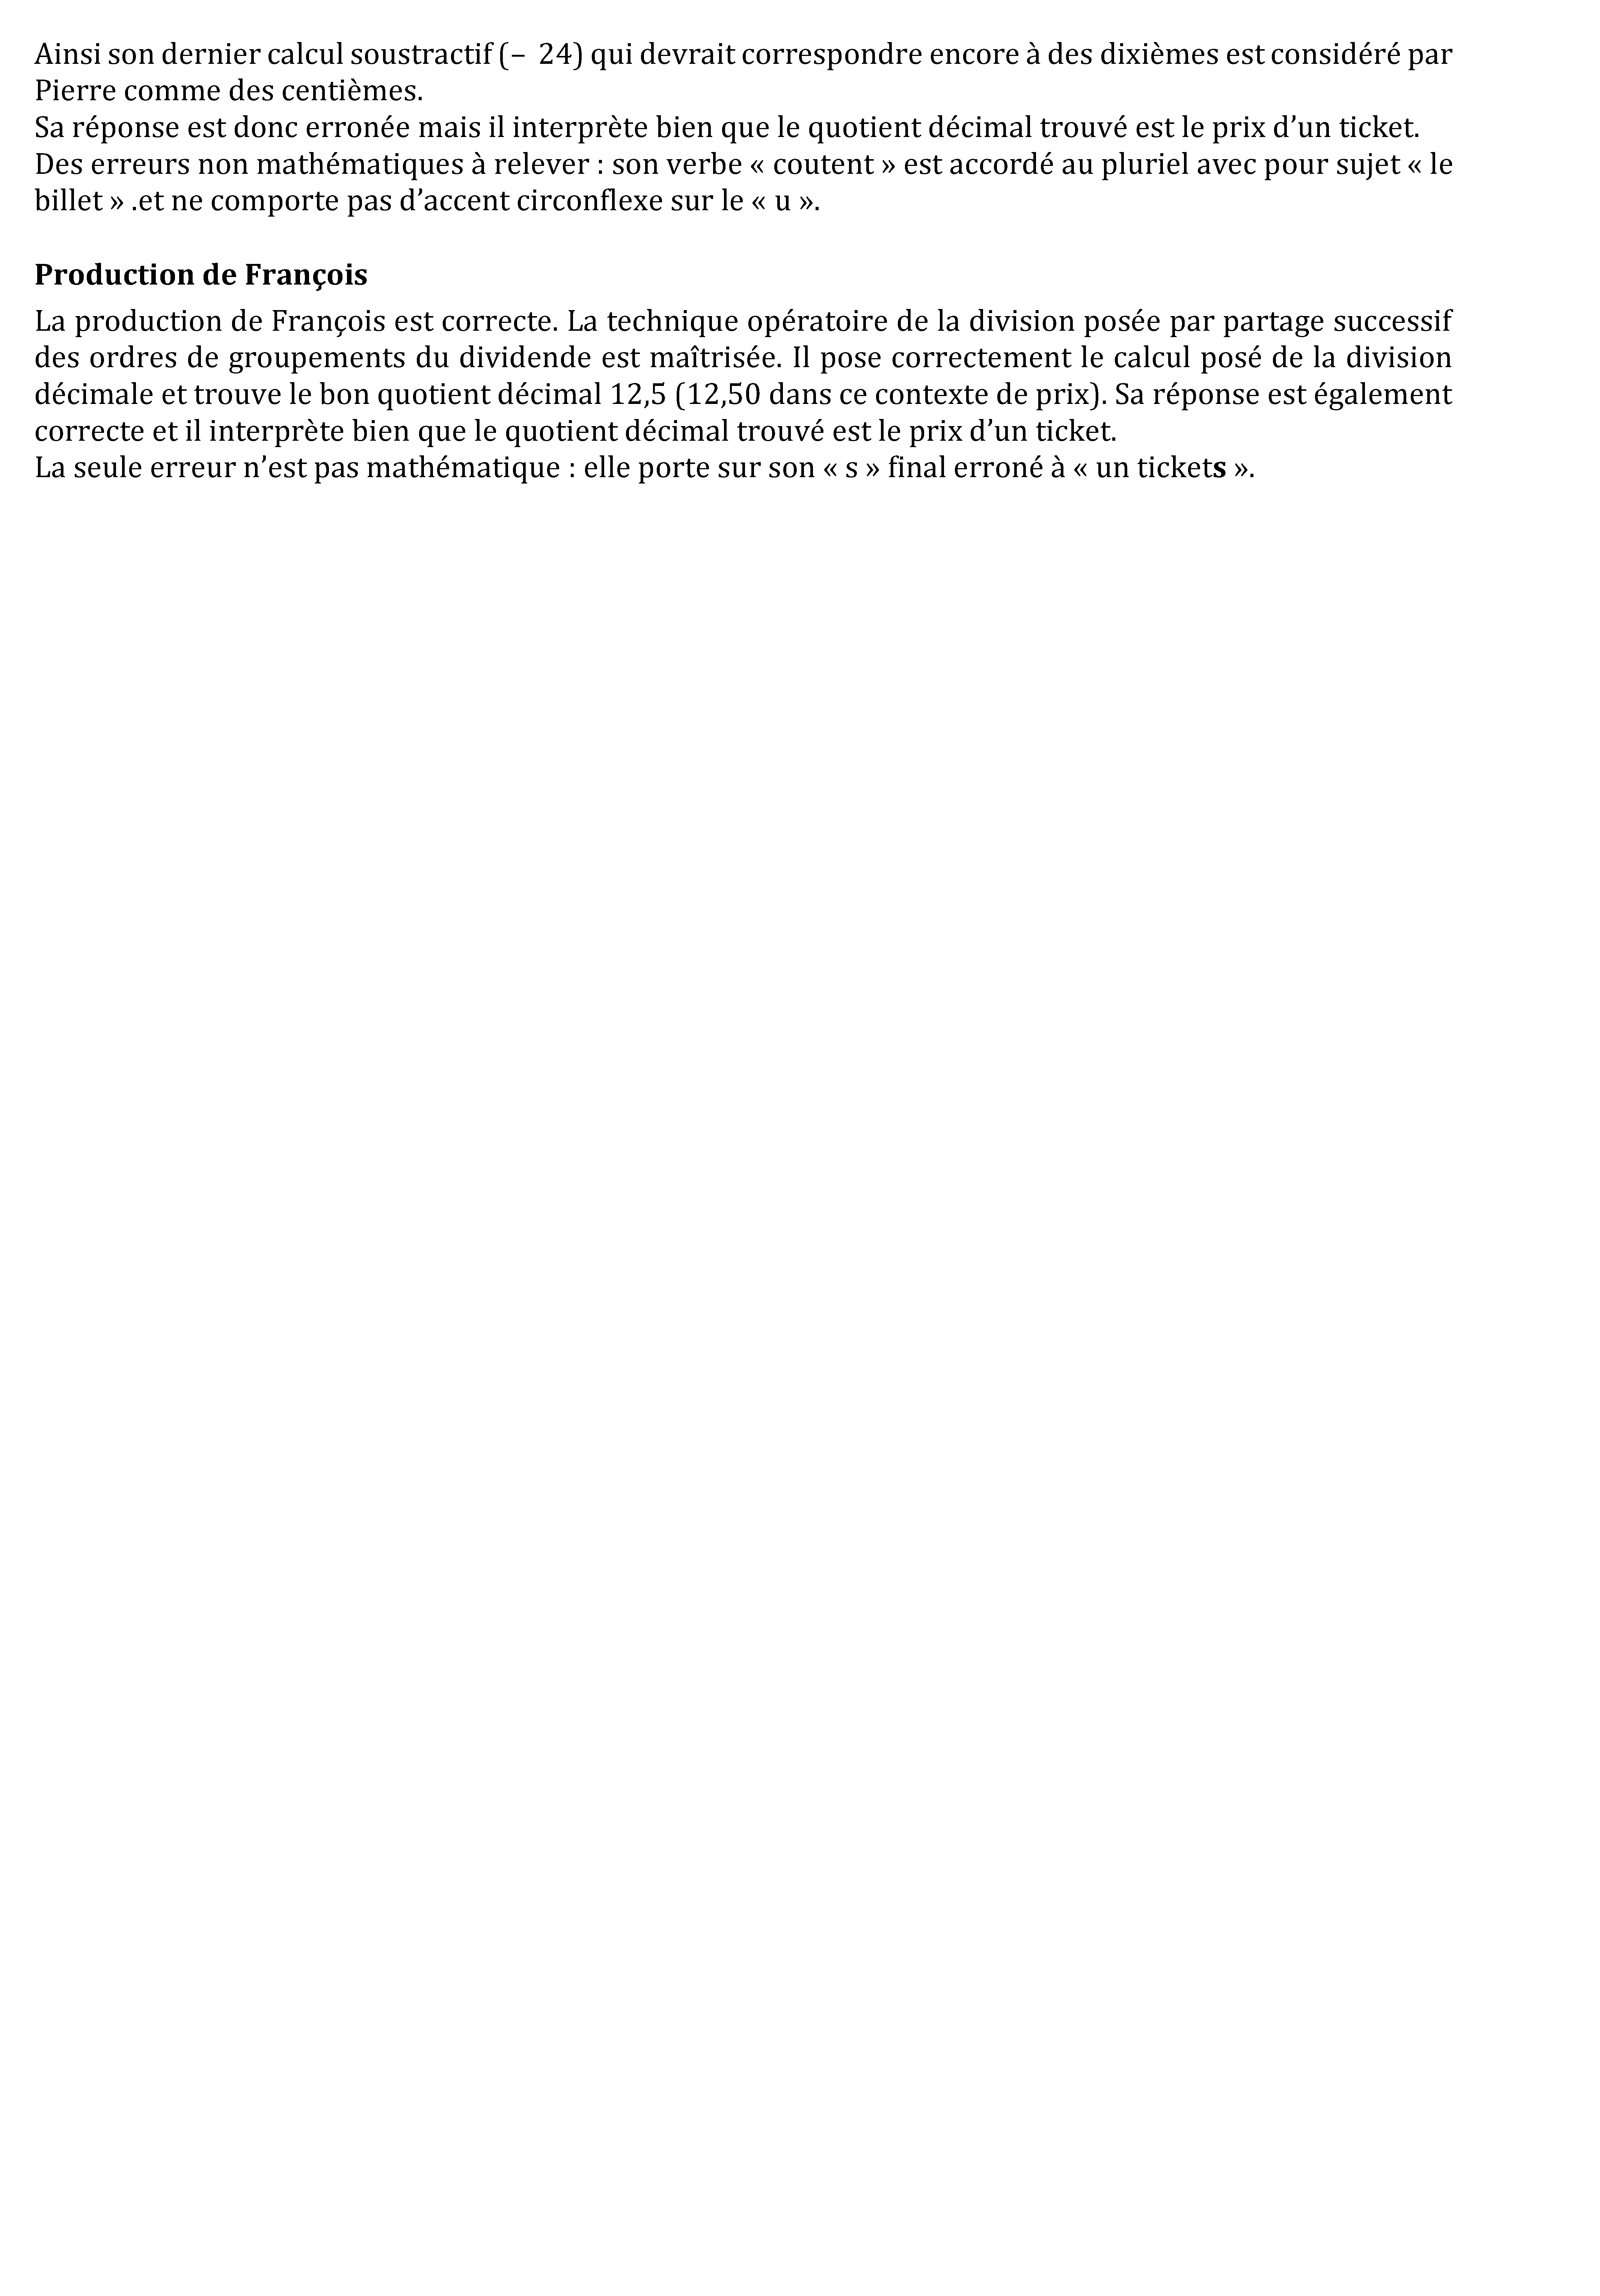 Ainsi son dernier calcul soustractif (– 24) qui devrait correspondre encore à des dixièmes est considéré par
Pierre comme des centièmes.
Sa réponse est donc erronée mais il interprète bien que le quotient décimal trouvé est le prix d’un ticket.
Des erreurs non mathématiques à relever : son verbe « coutent » est accordé au pluriel avec pour sujet « le
billet » .et ne comporte pas d’accent circonflexe sur le « u ».
Production de François
La production de François est correcte. La technique opératoire de la division posée par partage successif
des ordres de groupements du dividende est maîtrisée. Il pose correctement le calcul posé de la division
décimale et trouve le bon quotient décimal 12,5 (12,50 dans ce contexte de prix). Sa réponse est également
correcte et il interprète bien que le quotient décimal trouvé est le prix d’un ticket.
La seule erreur n’est pas mathématique : elle porte sur son « s » final erroné à « un tickets ».